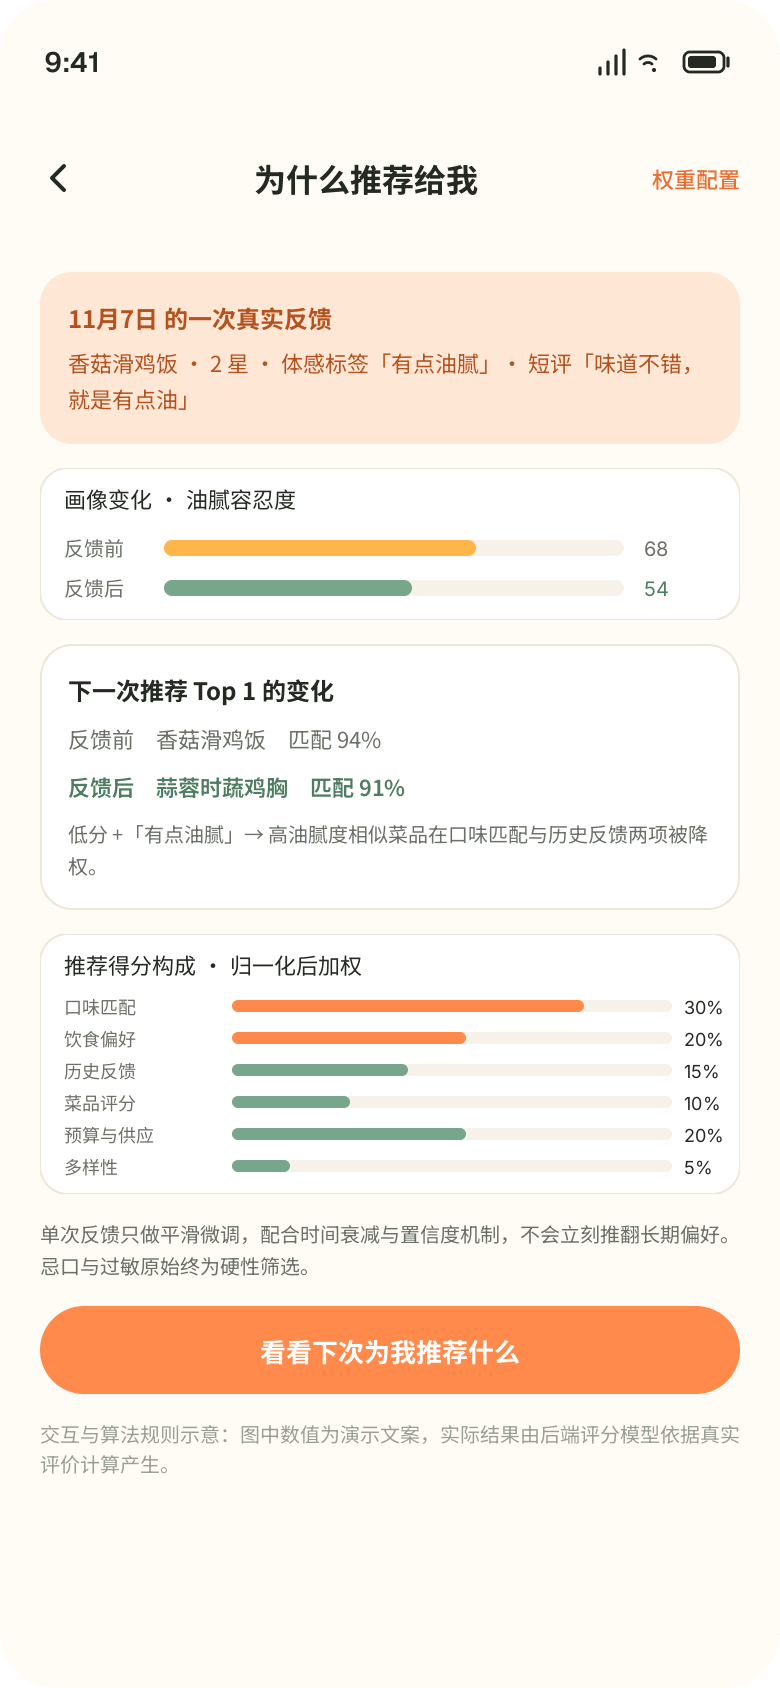 9:41
为什么推荐给我
权重配置
11月7日 的一次真实反馈
香菇滑鸡饭 · 2 星 · 体感标签「有点油腻」 · 短评「味道不错，
就是有点油」
画像变化 · 油腻容忍度
反馈前 68
反馈后 54
下一次推荐 Top 1 的变化
反馈前 香菇滑鸡饭 匹配 94%
反馈后 蒜蓉时蔬鸡胸 匹配 91%
低分 +「有点油腻」→ 高油腻度相似菜品在口味匹配与历史反馈两项被降
权。
推荐得分构成 · 归一化后加权
口味匹配 30%
饮食偏好 20%
历史反馈 15%
菜品评分 10%
预算与供应 20%
多样性 5%
单次反馈只做平滑微调，配合时间衰减与置信度机制，不会立刻推翻长期偏好。
忌口与过敏原始终为硬性筛选。
看看下次为我推荐什么
交互与算法规则示意：图中数值为演示文案，实际结果由后端评分模型依据真实
评价计算产生。